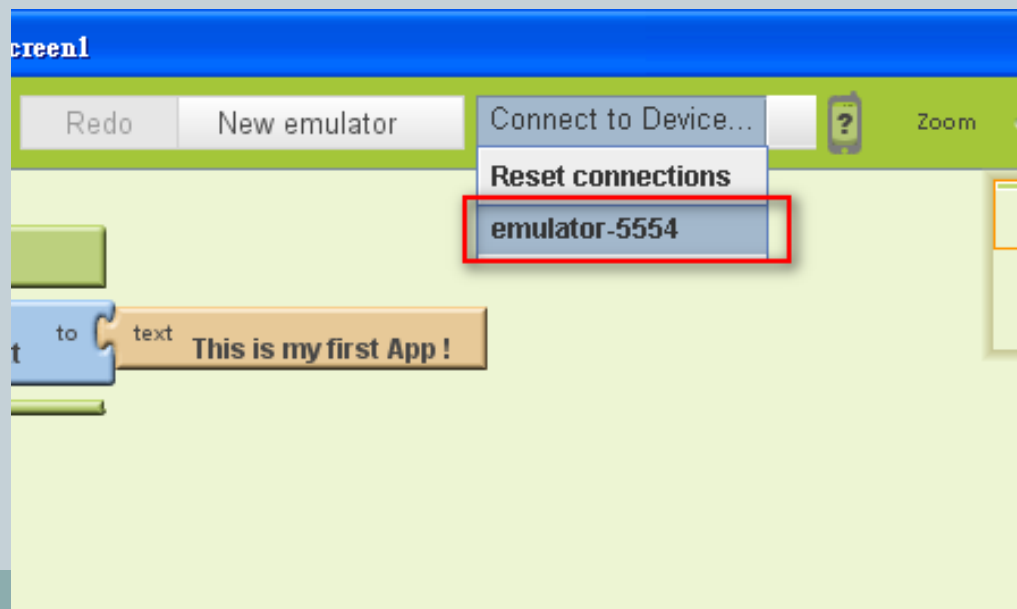 creen1
Redo New emulator Connect to Device... ? Zoom
Reset connections
emulator-5554
t to text This is my first App !